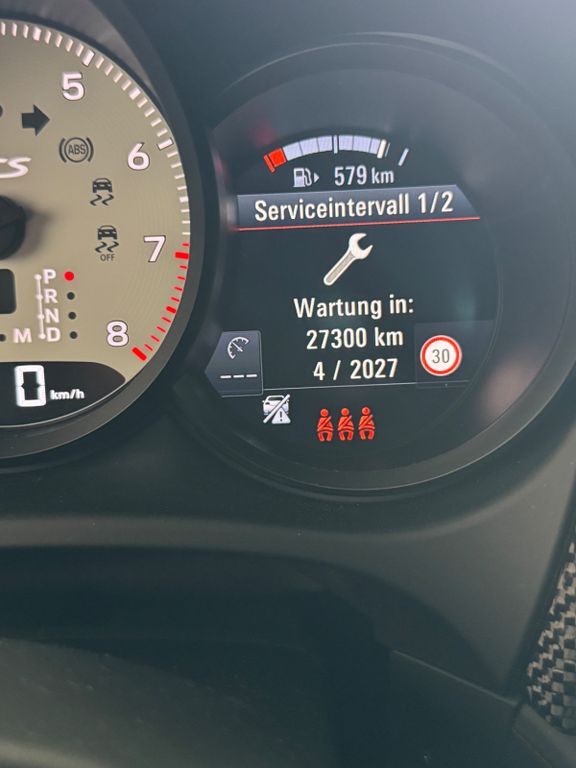 5
6
7
8
ABS
OFF
P
R
N
M D
0 km/h
579 km
Serviceintervall 1/2
Wartung in:
27300 km
4 / 2027
30
---